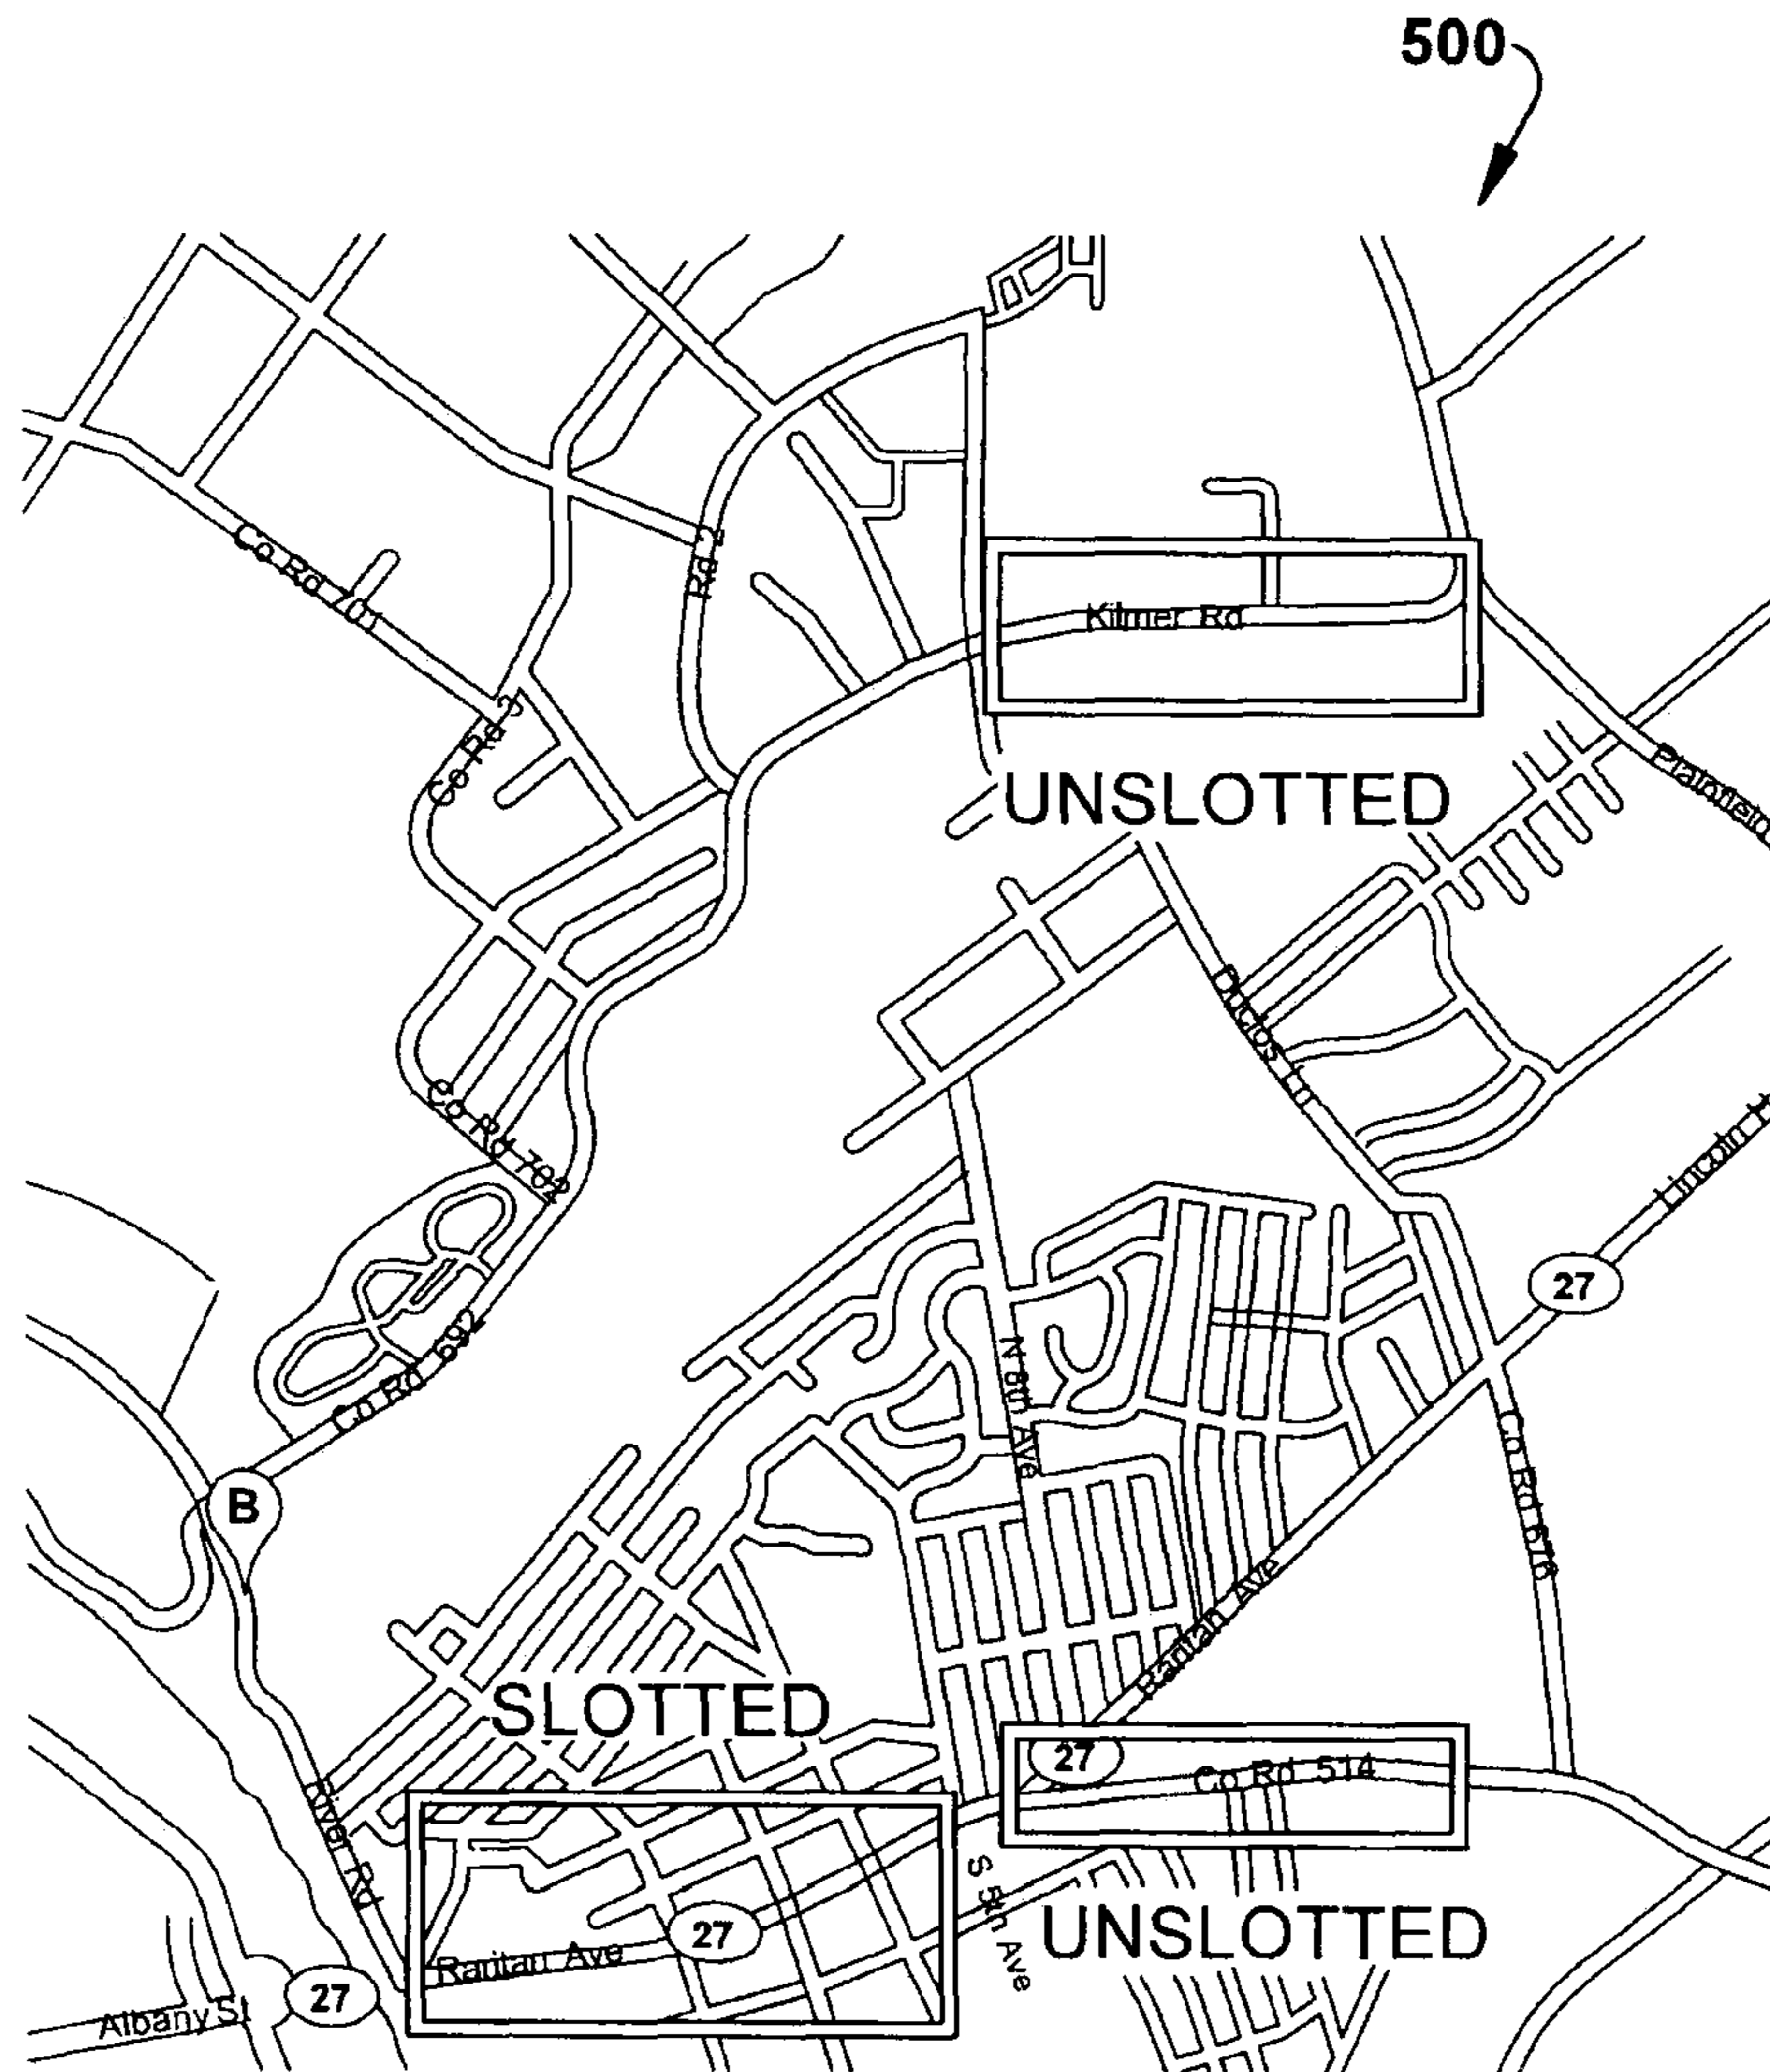 500
Co Rd 701
Rd 2
Kilmer Rd
Co Rd 3
UNSLOTTED
Plainfield
Duclos Ln
Co Rd 702
Lincoln H
27
Co Rd 692
N 8th Ave
B
Co Rd 676
Raritan Ave
SLOTTED
27
Co Rd 514
River Rd
S 5th Ave
UNSLOTTED
27
Raritan Ave
27
Albany St